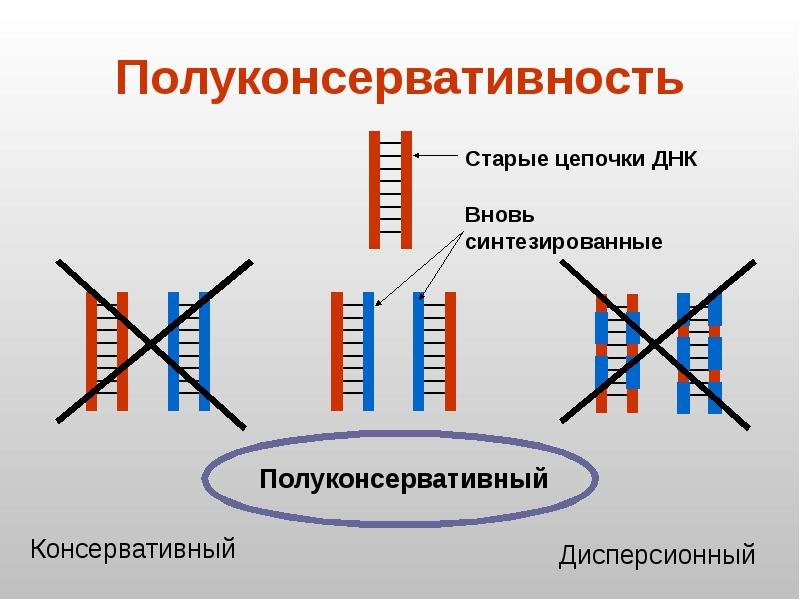 Полуконсервативность
Старые цепочки ДНК
Вновь
синтезированные
Полуконсервативный
Консервативный
Дисперсионный